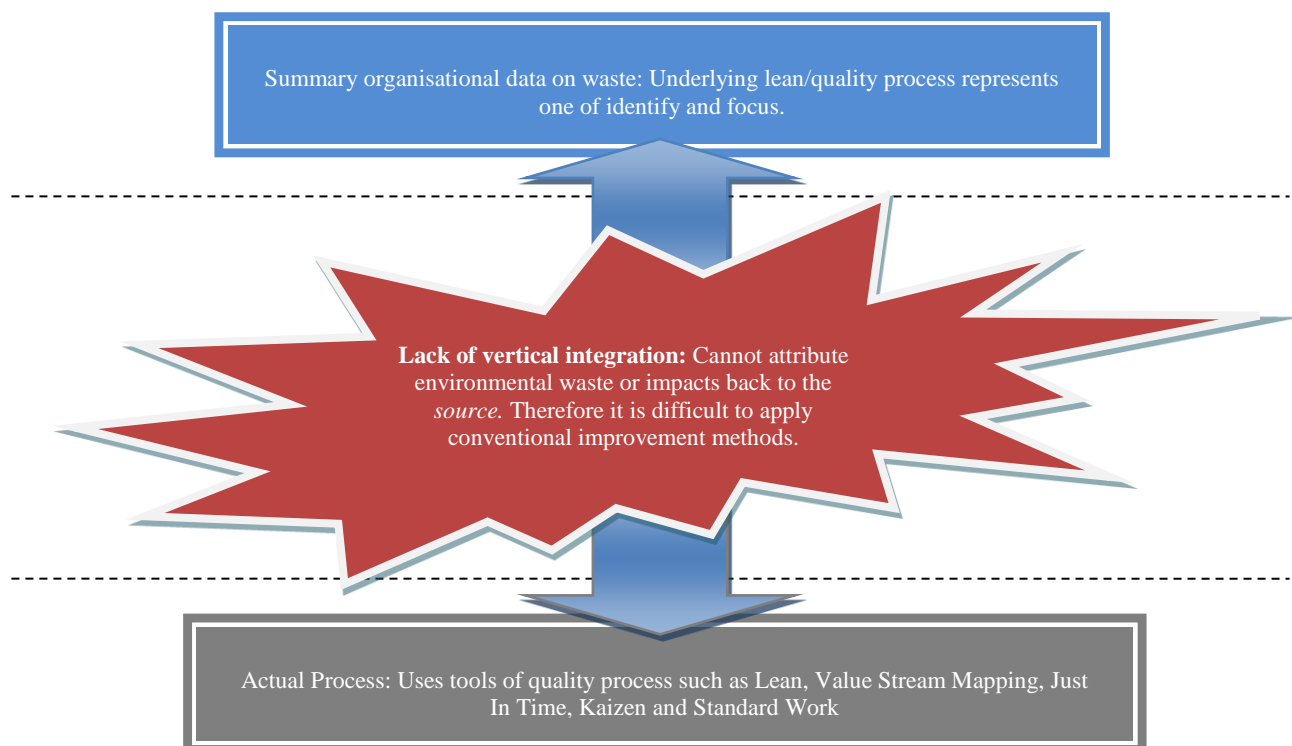 Summary organisational data on waste: Underlying lean/quality process represents
one of identify and focus.
Lack of vertical integration: Cannot attribute
environmental waste or impacts back to the
source. Therefore it is difficult to apply
conventional improvement methods.
Actual Process: Uses tools of quality process such as Lean, Value Stream Mapping, Just
In Time, Kaizen and Standard Work